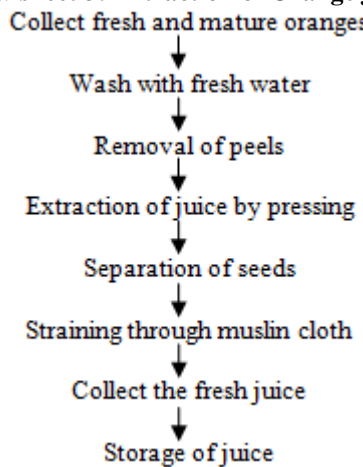 Collect fresh and mature oranges
Wash with fresh water
Removal of peels
Extraction of juice by pressing
Separation of seeds
Straining through muslin cloth
Collect the fresh juice
Storage of juice